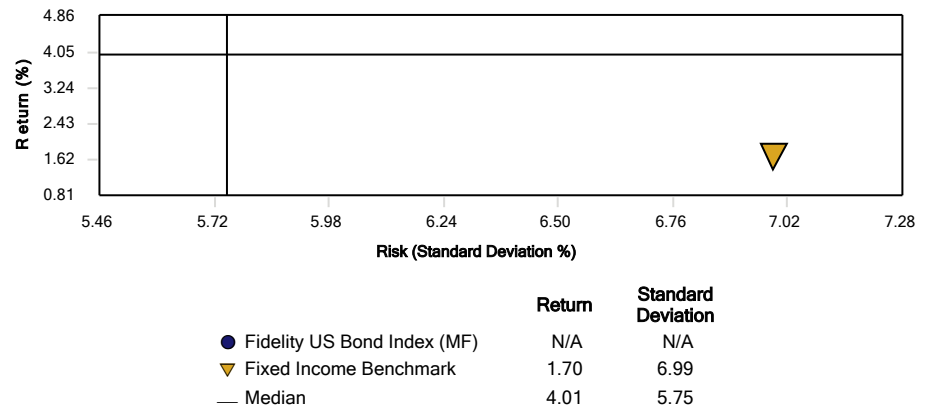 4.86
4.05
3.24
2.43
1.62
0.81
Return (%)
5.46 5.72 5.98 6.24 6.50 6.76 7.02 7.28
Risk (Standard Deviation %)
Return Standard Deviation
Fidelity US Bond Index (MF) N/A N/A
Fixed Income Benchmark 1.70 6.99
Median 4.01 5.75